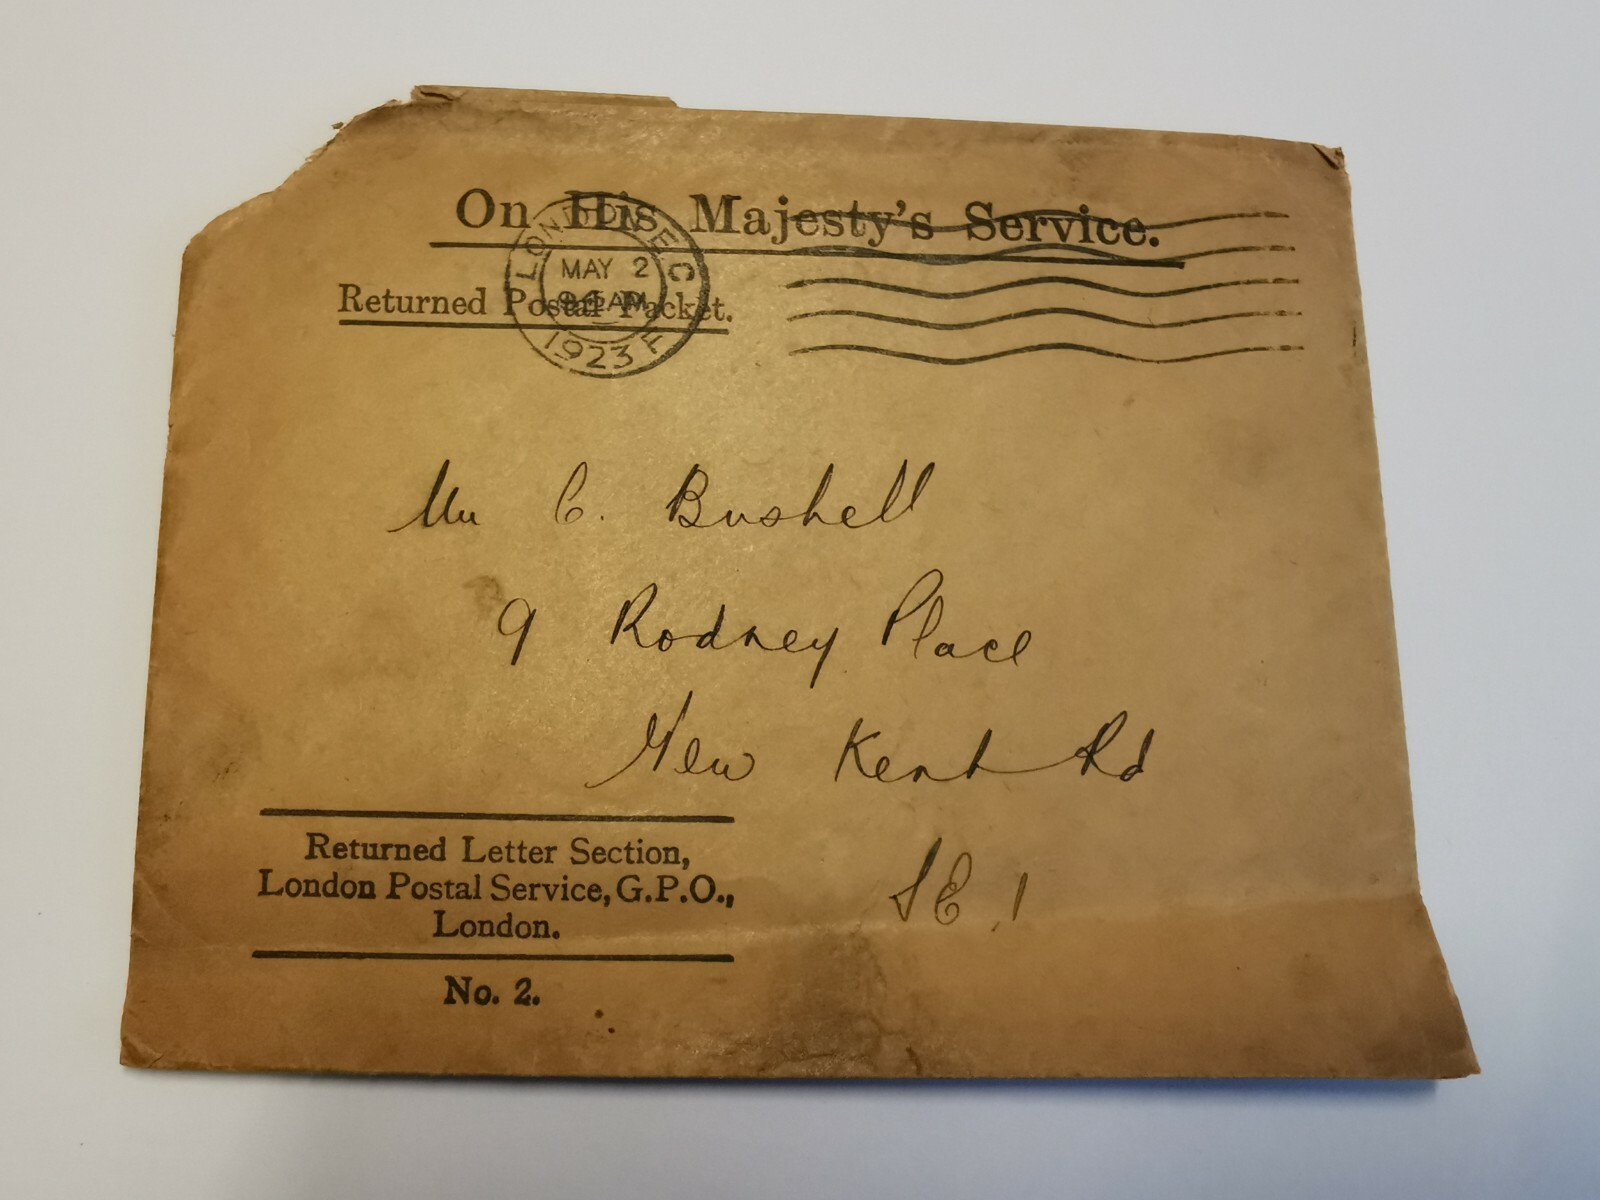 On His Majesty's Service.
Returned Postal Packet.
LONDON E C
MAY 2
AM
1923 F
Mr C. Bushell
9 Rodney Place
New Kent Rd
S E. 1
Returned Letter Section,
London Postal Service, G.P.O.,
London.
No. 2.